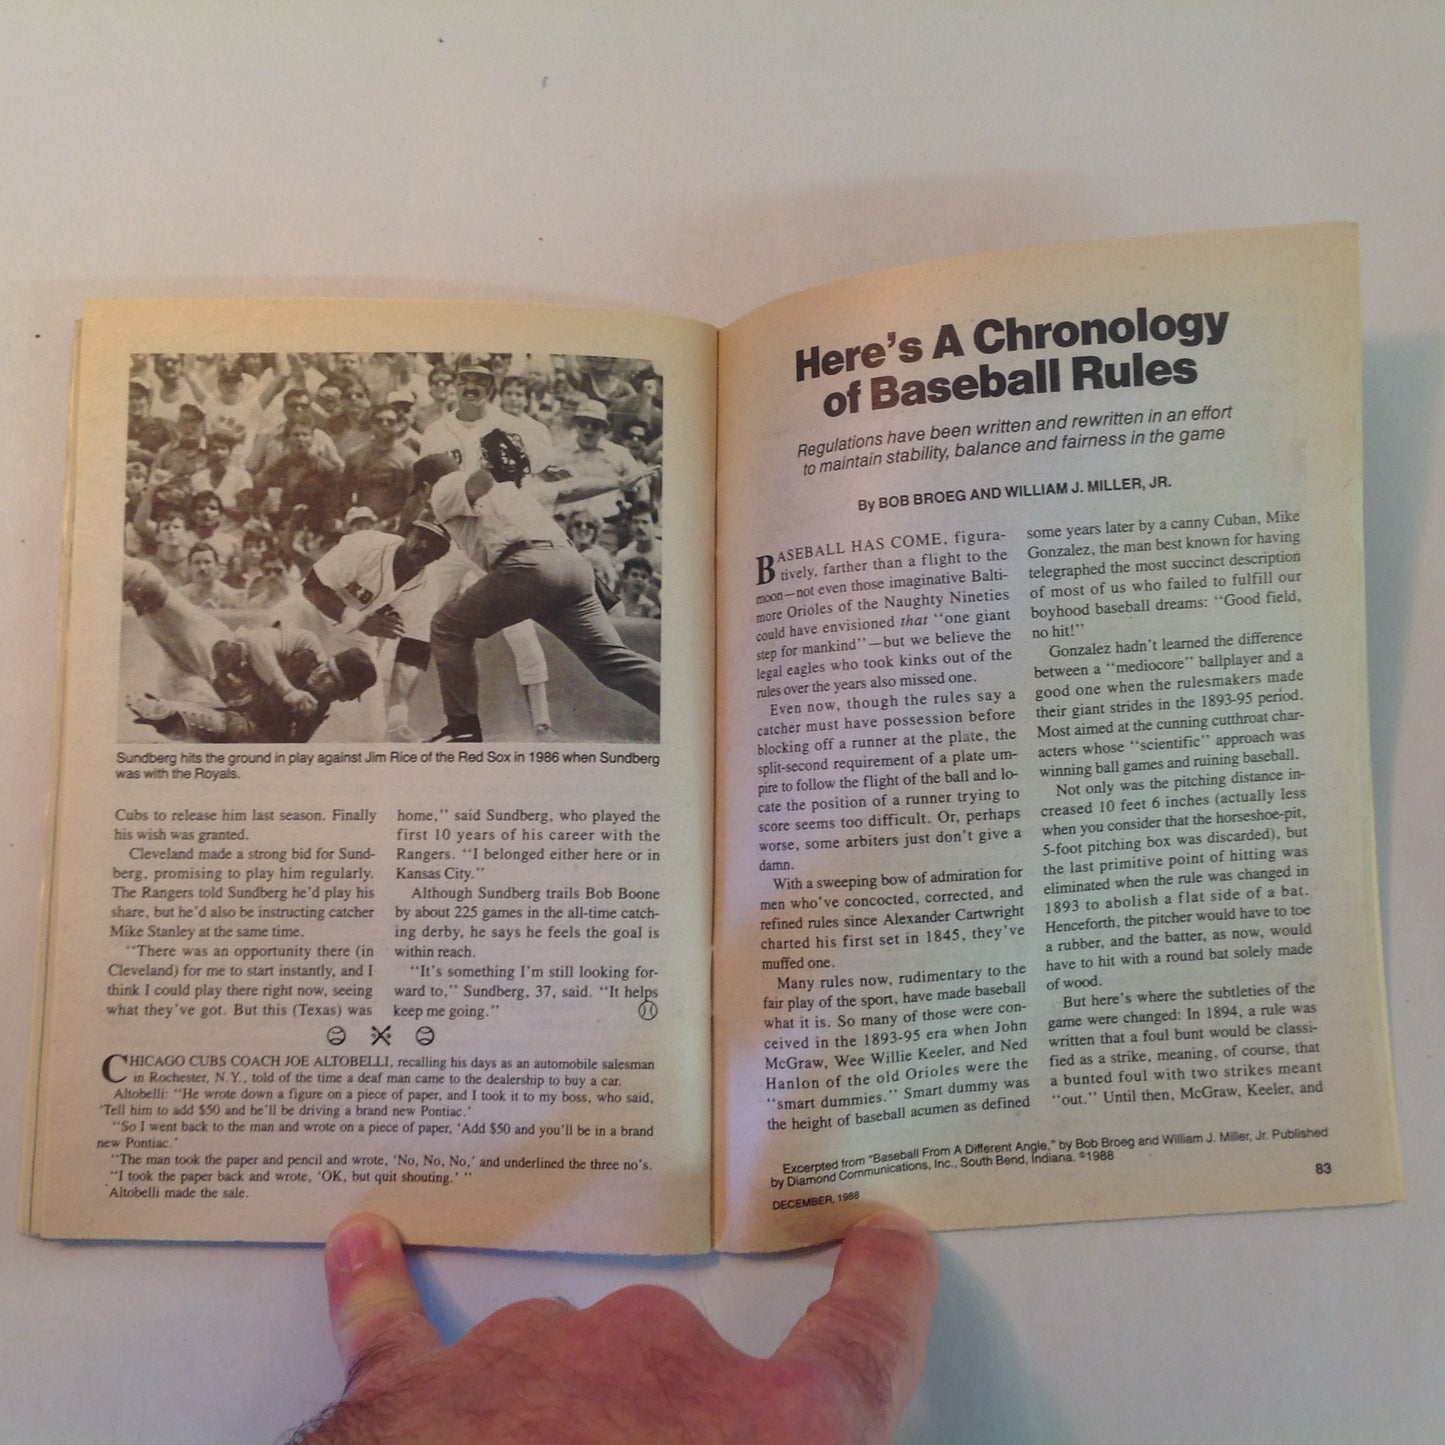 Sundberg hits the ground in play against Jim Rice of the Red Sox in 1986 when Sundberg
was with the Royals.
Cubs to release him last season. Finally
his wish was granted.
Cleveland made a strong bid for Sund-
berg, promising to play him regularly.
The Rangers told Sundberg he'd play his
share, but he'd also be instructing catcher
Mike Stanley at the same time.
"There was an opportunity there (in
Cleveland) for me to start instantly, and I
think I could play there right now, seeing
what they've got. But this (Texas) was
home," said Sundberg, who played the
first 10 years of his career with the
Rangers. "I belonged either here or in
Kansas City."
Although Sundberg trails Bob Boone
by about 225 games in the all-time catch-
ing derby, he says he feels the goal is
within reach.
"It's something I'm still looking for-
ward to," Sundberg, 37, said. "It helps
keep me going."
CHICAGO CUBS COACH JOE ALTOBELLI, recalling his days as an automobile salesman
in Rochester, N.Y., told of the time a deaf man came to the dealership to buy a car.
Altobelli: "He wrote down a figure on a piece of paper, and I took it to my boss, who said,
'Tell him to add $50 and he'll be driving a brand new Pontiac.'
"So I went back to the man and wrote on a piece of paper, 'Add $50 and you'll be in a brand
new Pontiac.'
"The man took the paper and pencil and wrote, 'No, No, No,' and underlined the three no's.
"I took the paper back and wrote, 'OK, but quit shouting.' "
Altobelli made the sale.
Here's A Chronology
of Baseball Rules
Regulations have been written and rewritten in an effort
to maintain stability, balance and fairness in the game
By BOB BROEG AND WILLIAM J. MILLER, JR.
BASEBALL HAS COME, figura-
tively, farther than a flight to the
moon—not even those imaginative Balti-
more Orioles of the Naughty Nineties
could have envisioned that "one giant
step for mankind"—but we believe the
legal eagles who took kinks out of the
rules over the years also missed one.
Even now, though the rules say a
catcher must have possession before
blocking off a runner at the plate, the
split-second requirement of a plate um-
pire to follow the flight of the ball and lo-
cate the position of a runner trying to
score seems too difficult. Or, perhaps
worse, some arbiters just don't give a
damn.
With a sweeping bow of admiration for
men who've concocted, corrected, and
refined rules since Alexander Cartwright
charted his first set in 1845, they've
muffed one.
Many rules now, rudimentary to the
fair play of the sport, have made baseball
what it is. So many of those were con-
ceived in the 1893-95 era when John
McGraw, Wee Willie Keeler, and Ned
Hanlon of the old Orioles were the
"smart dummies." Smart dummy was
the height of baseball acumen as defined
some years later by a canny Cuban, Mike
Gonzalez, the man best known for having
telegraphed the most succinct description
of most of us who failed to fulfill our
boyhood baseball dreams: "Good field,
no hit!"
Gonzalez hadn't learned the difference
between a "mediocore" ballplayer and a
good one when the rulesmakers made
their giant strides in the 1893-95 period.
Most aimed at the cunning cutthroat char-
acters whose "scientific" approach was
winning ball games and ruining baseball.
Not only was the pitching distance in-
creased 10 feet 6 inches (actually less
when you consider that the horseshoe-pit,
5-foot pitching box was discarded), but
the last primitive point of hitting was
eliminated when the rule was changed in
1893 to abolish a flat side of a bat.
Henceforth, the pitcher would have to toe
a rubber, and the batter, as now, would
have to hit with a round bat solely made
of wood.
But here's where the subtleties of the
game were changed: In 1894, a rule was
written that a foul bunt would be classi-
fied as a strike, meaning, of course, that
a bunted foul with two strikes meant
"out." Until then, McGraw, Keeler, and
Excerpted from "Baseball From A Different Angle," by Bob Broeg and William J. Miller, Jr. Published
by Diamond Communications, Inc., South Bend, Indiana. ©1988
DECEMBER, 1988
83